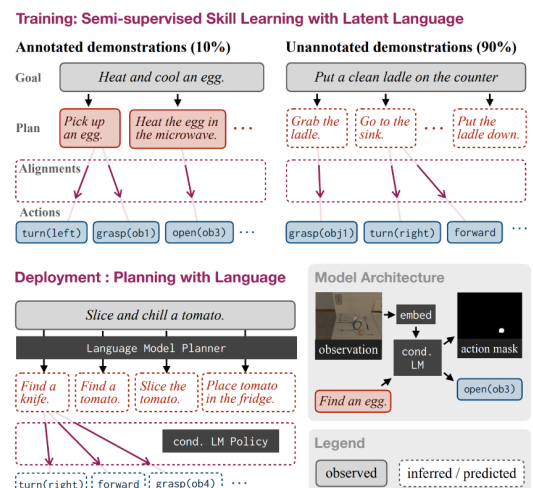 Training: Semi-supervised Skill Learning with Latent Language
Annotated demonstrations (10%)
Unannotated demonstrations (90%)
Goal
Heat and cool an egg.
Put a clean ladle on the counter
Plan
Pick up
an egg.
Heat the egg in
the microwave.
...
Grab the
ladle.
Go to the
sink.
...
Put the
ladle down.
Alignments
Actions
turn(left)
grasp(ob1)
open(ob3)
...
grasp(obj1)
turn(right)
forward
...
Deployment : Planning with Language
Slice and chill a tomato.
Language Model Planner
Find a
knife.
Find a
tomato.
Slice the
tomato.
Place tomato
in the fridge.
cond. LM Policy
turn(right)
forward
grasp(ob4)
Model Architecture
observation
embed
cond.
LM
action mask
Find an egg.
open(ob3)
Legend
observed
inferred / predicted